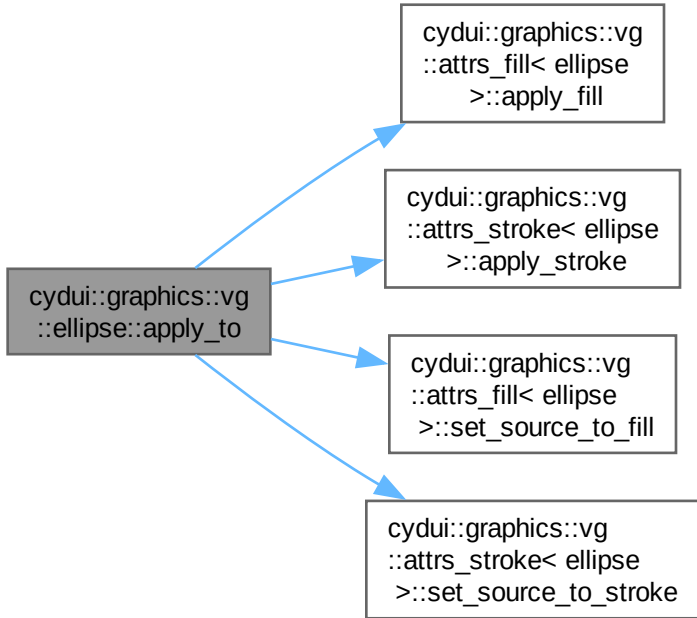 cydui::graphics::vg
::attrs_fill< ellipse
>::apply_fill
cydui::graphics::vg
::attrs_stroke< ellipse
>::apply_stroke
cydui::graphics::vg
::ellipse::apply_to
cydui::graphics::vg
::attrs_fill< ellipse
>::set_source_to_fill
cydui::graphics::vg
::attrs_stroke< ellipse
>::set_source_to_stroke